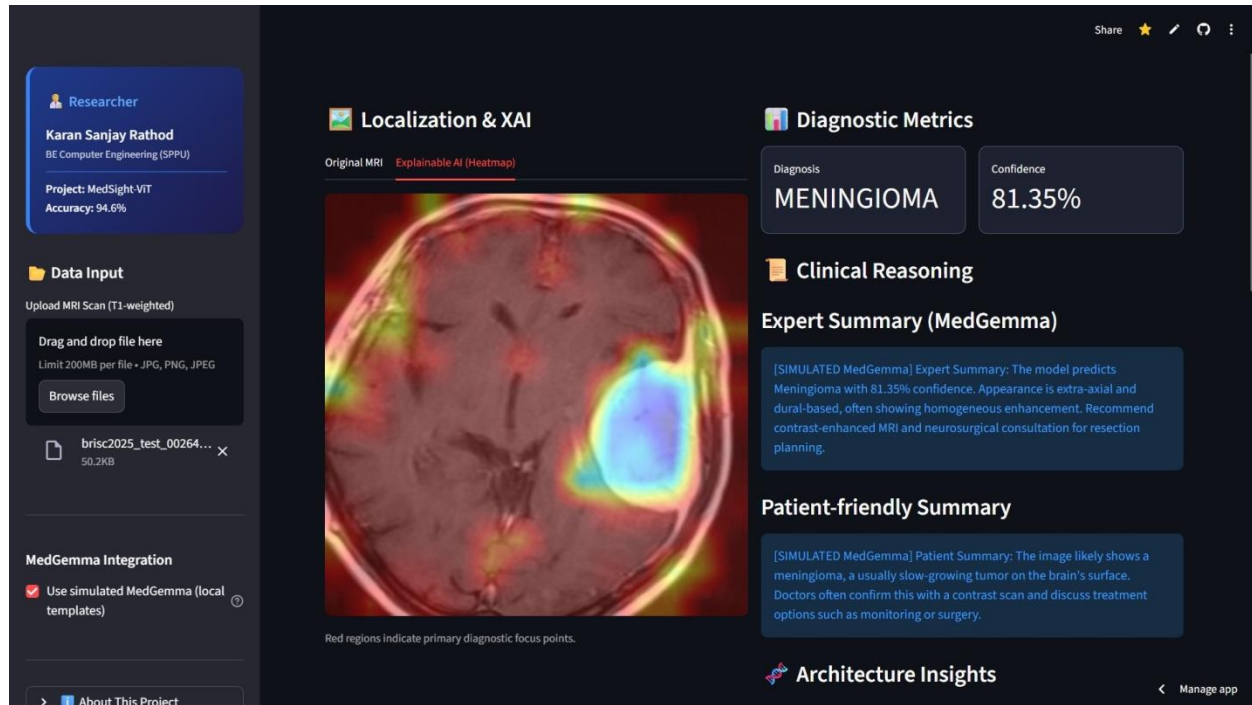 Share
Researcher
Karan Sanjay Rathod
BE Computer Engineering (SPPU)
Project: MedSight-ViT
Accuracy: 94.6%
Data Input
Upload MRI Scan (T1-weighted)
Drag and drop file here
Limit 200MB per file • JPG, PNG, JPEG
Browse files
brisc2025_test_00264...
50.2KB
MedGemma Integration
Use simulated MedGemma (local
templates)
About This Project
Localization & XAI
Original MRI Explainable AI (Heatmap)
Red regions indicate primary diagnostic focus points.
Diagnostic Metrics
Diagnosis
MENINGIOMA
Confidence
81.35%
Clinical Reasoning
Expert Summary (MedGemma)
[SIMULATED MedGemma] Expert Summary: The model predicts
Meningioma with 81.35% confidence. Appearance is extra-axial and
dural-based, often showing homogeneous enhancement. Recommend
contrast-enhanced MRI and neurosurgical consultation for resection
planning.
Patient-friendly Summary
[SIMULATED MedGemma] Patient Summary: The image likely shows a
meningioma, a usually slow-growing tumor on the brain's surface.
Doctors often confirm this with a contrast scan and discuss treatment
options such as monitoring or surgery.
Architecture Insights
Manage app